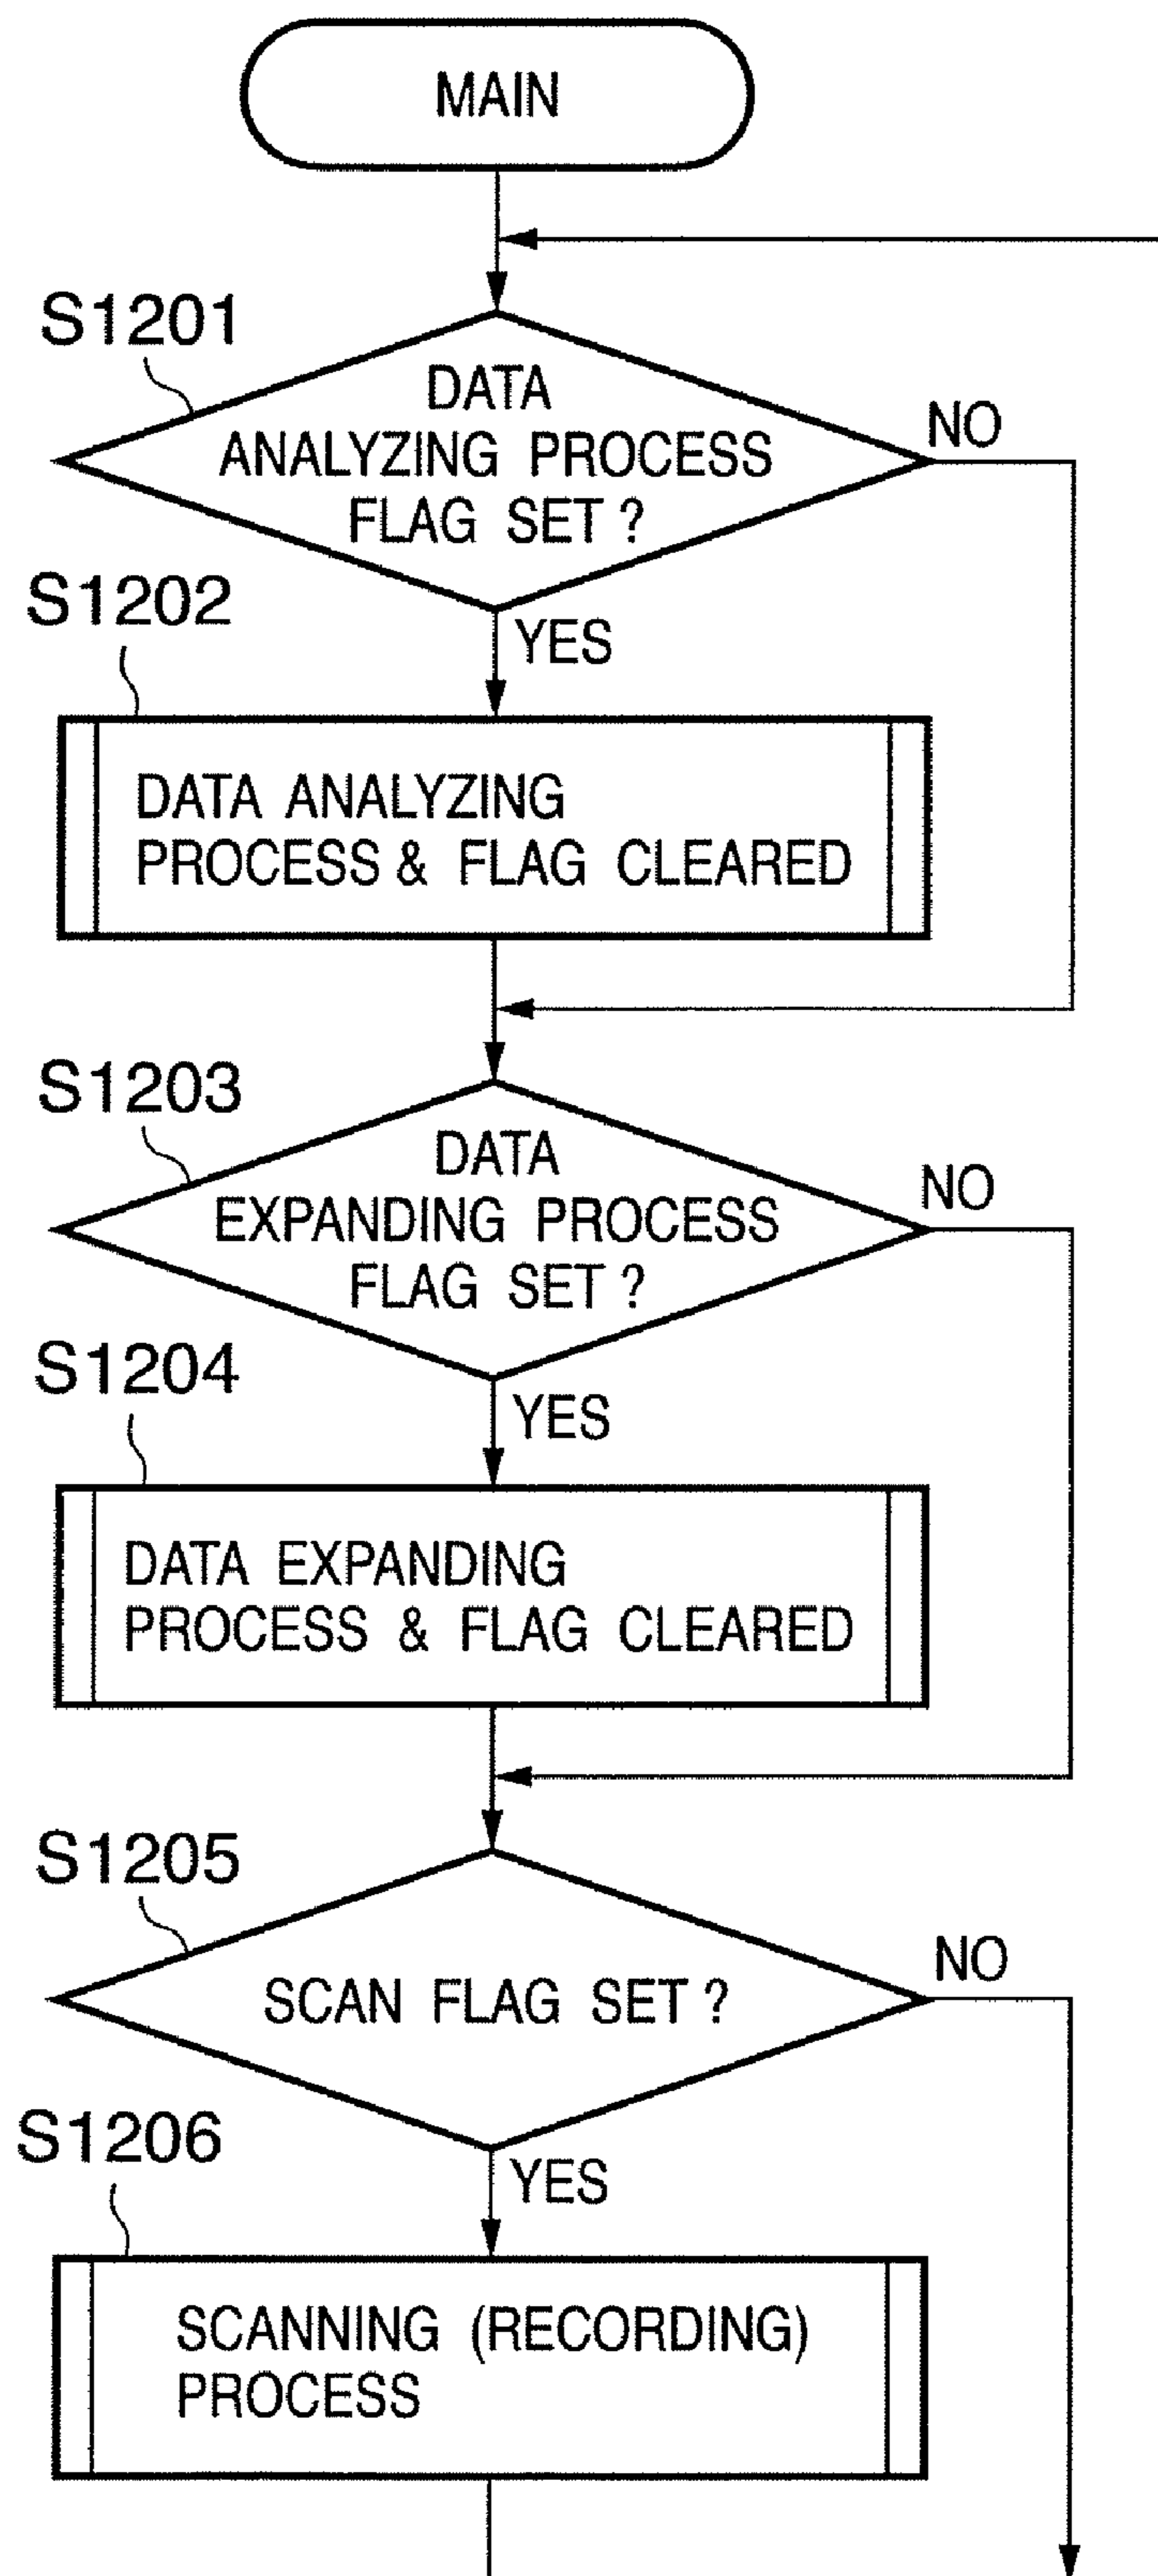 MAIN
S1201
DATA
ANALYZING PROCESS
FLAG SET ?
NO
S1202
YES
DATA ANALYZING
PROCESS & FLAG CLEARED
S1203
DATA
EXPANDING PROCESS
FLAG SET ?
NO
S1204
YES
DATA EXPANDING
PROCESS & FLAG CLEARED
S1205
SCAN FLAG SET ?
NO
S1206
YES
SCANNING (RECORDING)
PROCESS